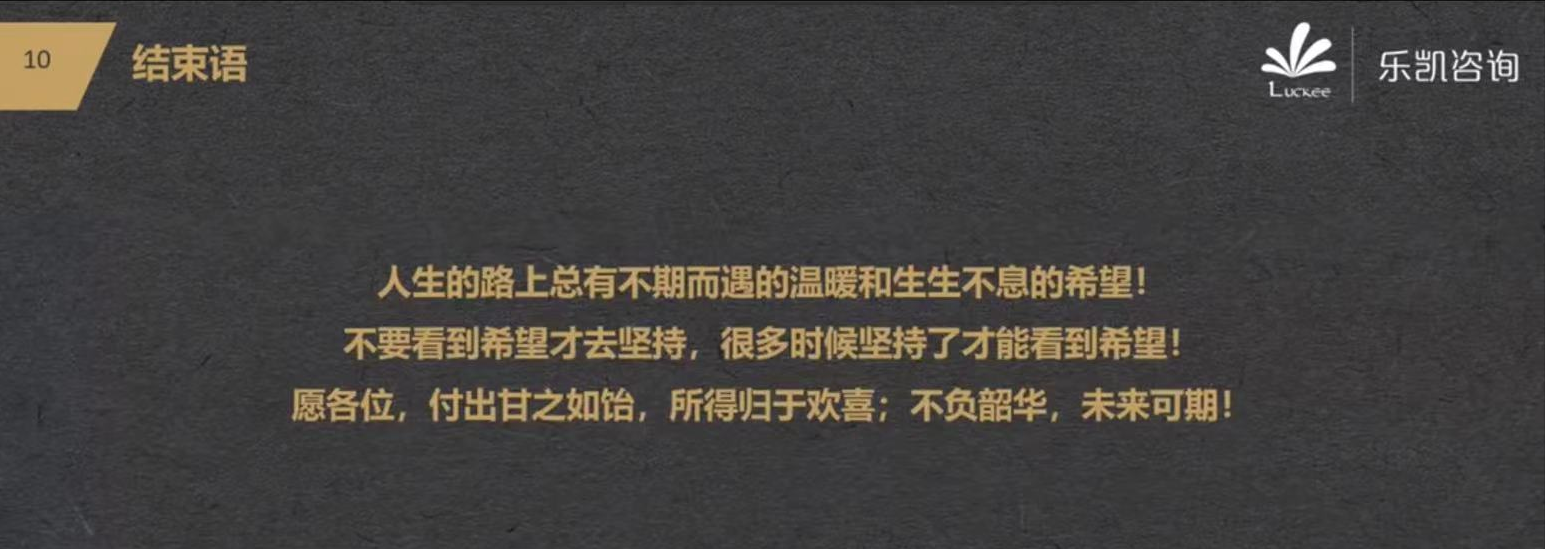 10
结束语
Luckee
乐凯咨询
人生的路上总有不期而遇的温暖和生生不息的希望！
不要看到希望才去坚持，很多时候坚持了才能看到希望！
愿各位，付出甘之如饴，所得归于欢喜；不负韶华，未来可期！